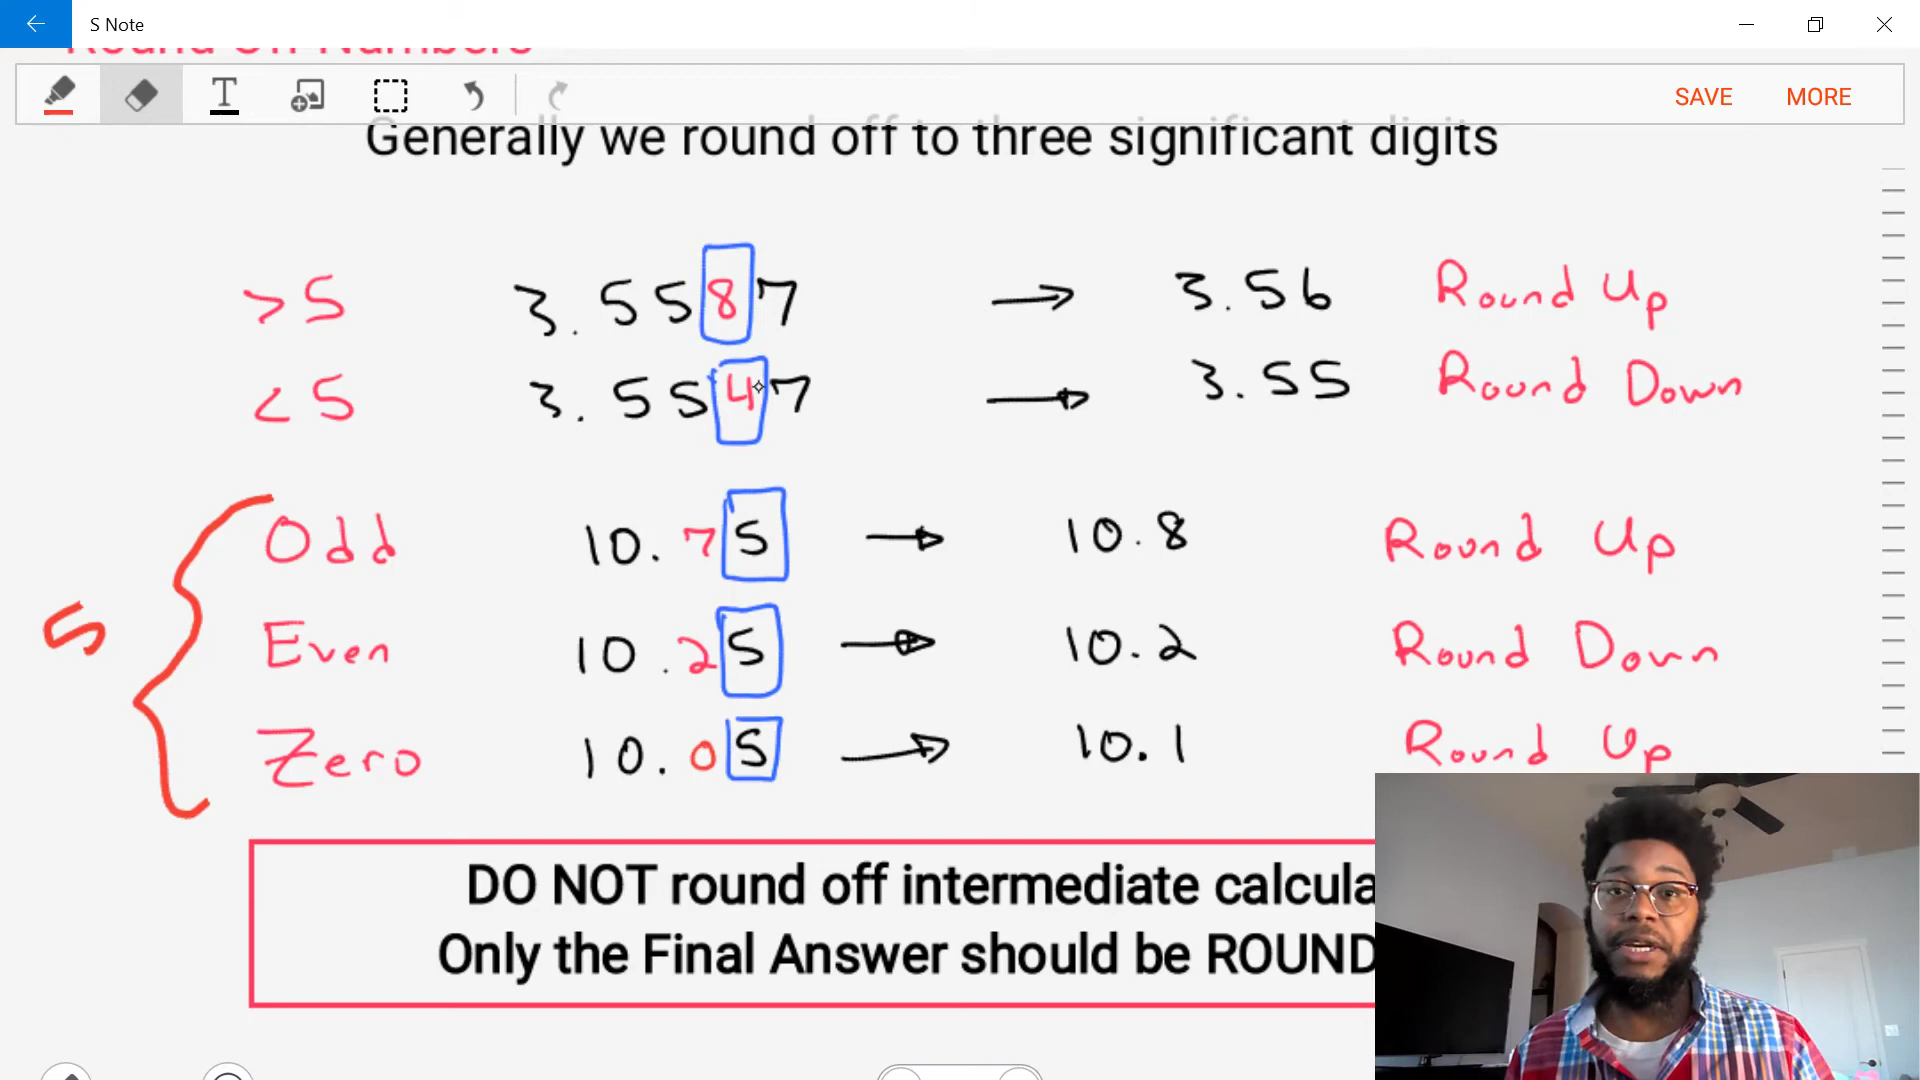 S Note
Round Off Numbers
SAVE MORE
Generally we round off to three significant digits
>5 3.5587 → 3.56 Round Up
<5 3.5547 → 3.55 Round Down
5
Odd 10.75 → 10.8 Round Up
Even 10.25 → 10.2 Round Down
Zero 10.05 → 10.1 Round Up
DO NOT round off intermediate calcula
Only the Final Answer should be ROUND